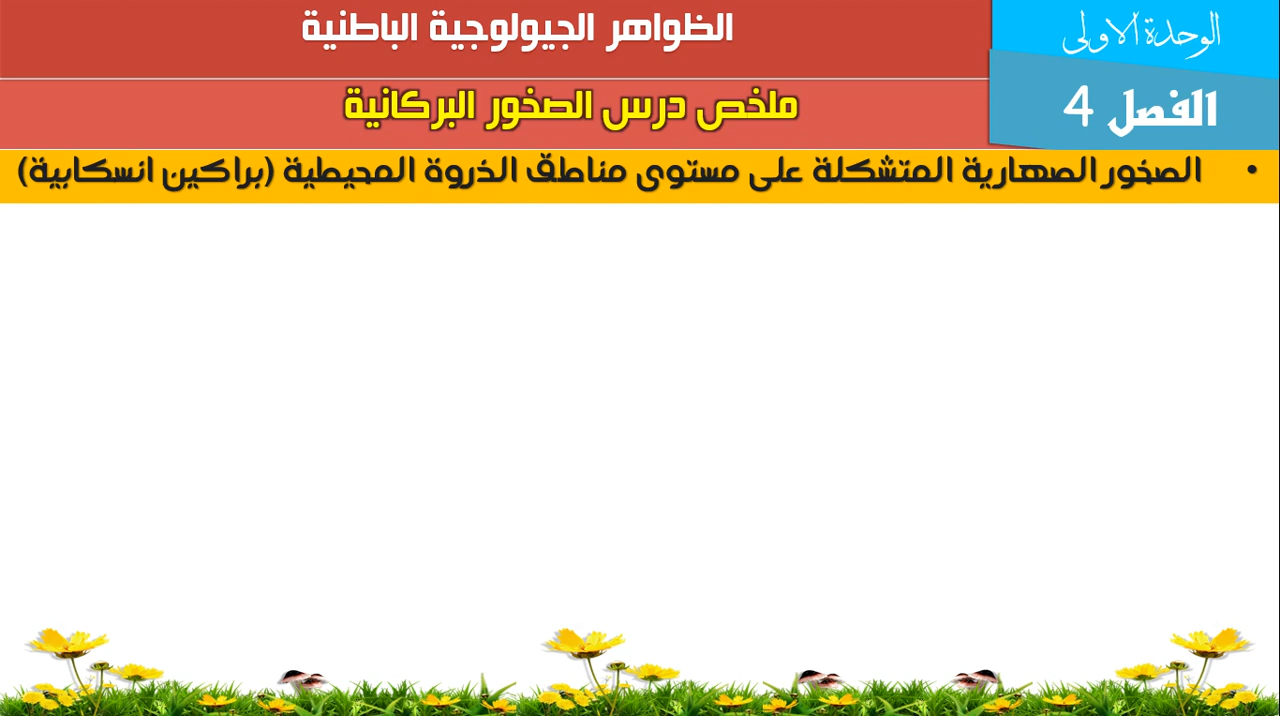 الوحدة الاولى
الظواهر الجيولوجية الباطنية
الفصل 4
ملخص درس الصخور البركانية
• الصخور الصهارية المتشكلة على مستوى مناطق الذروة المحيطية (براكين انسكابية)